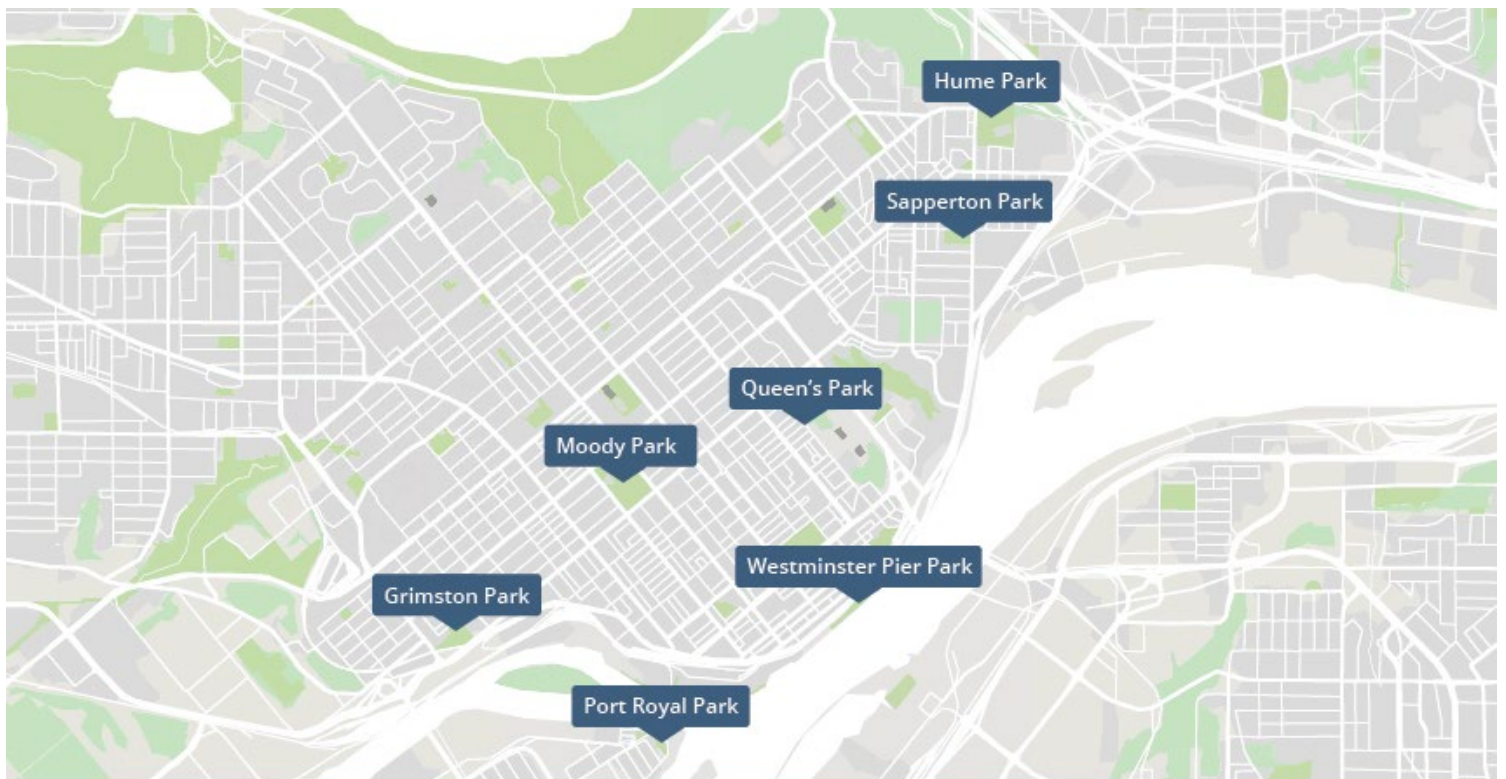 Hume Park
Sapperton Park
Queen’s Park
Moody Park
Westminster Pier Park
Grimston Park
Port Royal Park